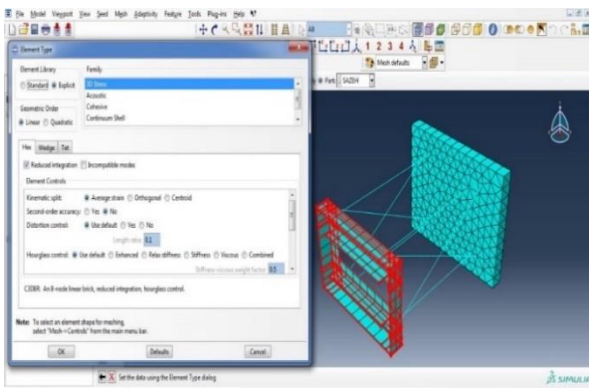 File Model Viewport View Seed Mesh Adaptivity Feature Tools Plug-ins Help
All
1 2 3 4
Mesh defaults
Part:
Element Type
Element Library
Family
Standard Explicit
3D Stress
Acoustic
Cohesive
Continuum Shell
Geometric Order
Linear Quadratic
Hex Wedge Tet
Reduced integration Incompatible modes
Element Controls
Kinematic split: Average strain Orthogonal Centroid
Second-order accuracy: Yes No
Distortion control: Use default Yes No
Length ratio: 0.1
Hourglass control: Use default Enhanced Relax stiffness Stiffness Viscous Combined
Stiffness-viscous weight factor: 0.5
C3D8R: An 8-node linear brick, reduced integration, hourglass control.
Note: To select an element shape for meshing,
select "Mesh->Controls" from the main menu bar.
OK Defaults Cancel
Set the data using the Element Type dialog
SIMULIA